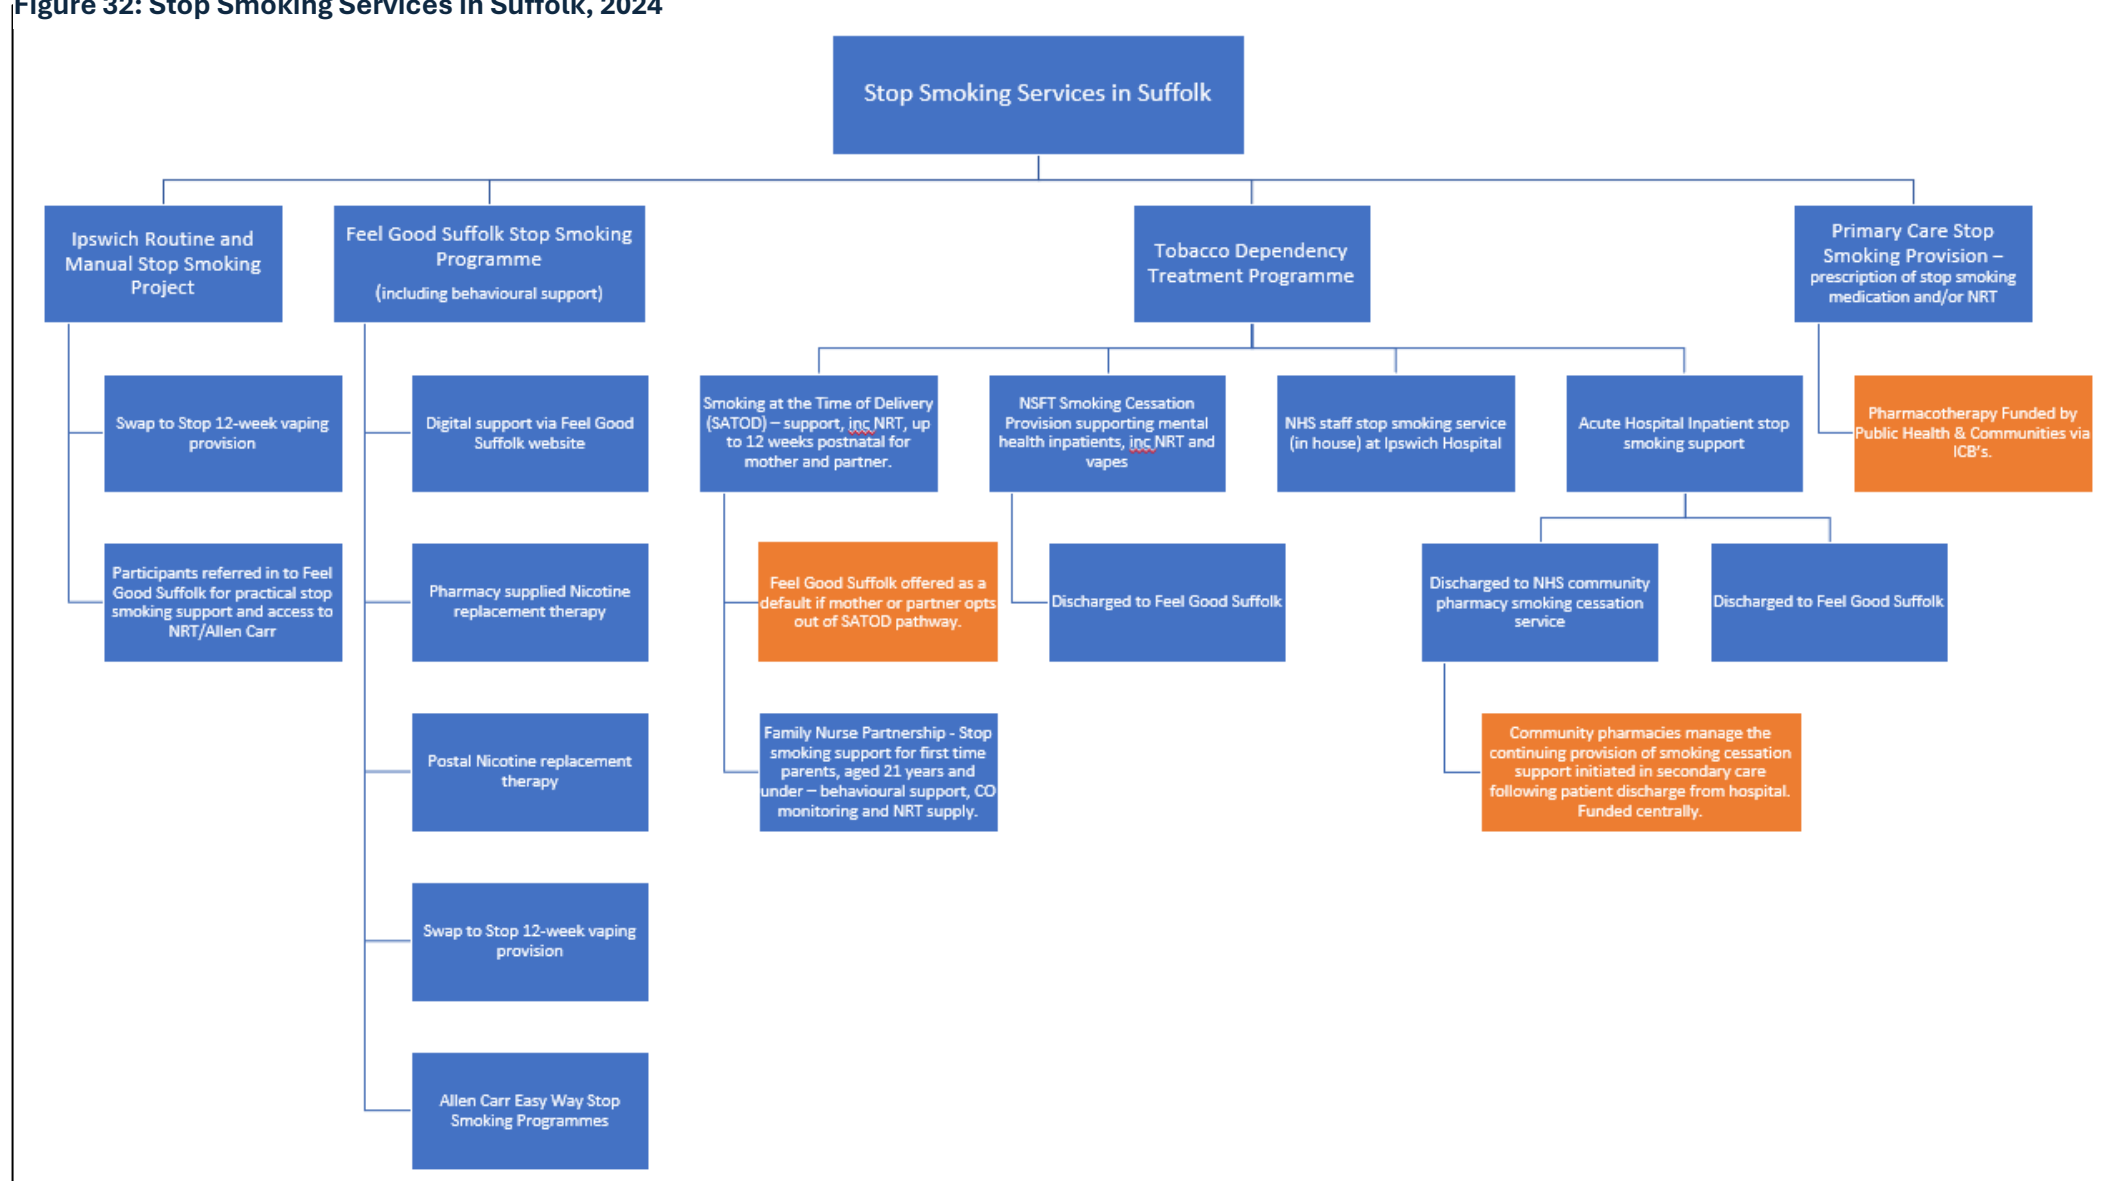 Figure 32: Stop Smoking Services in Suffolk, 2024
Stop Smoking Services in Suffolk
Ipswich Routine and
Manual Stop Smoking
Project
Feel Good Suffolk Stop Smoking
Programme
(including behavioural support)
Tobacco Dependency
Treatment Programme
Primary Care Stop
Smoking Provision –
prescription of stop smoking
medication and/or NRT
Swap to Stop 12-week vaping
provision
Participants referred in to Feel
Good Suffolk for practical stop
smoking support and access to
NRT/Allen Carr
Digital support via Feel Good
Suffolk website
Pharmacy supplied Nicotine
replacement therapy
Postal Nicotine replacement
therapy
Swap to Stop 12-week vaping
provision
Allen Carr Easy Way Stop
Smoking Programmes
Smoking at the Time of Delivery
(SATOD) – support, inc NRT, up
to 12 weeks postnatal for
mother and partner.
Feel Good Suffolk offered as a
default if mother or partner opts
out of SATOD pathway.
Family Nurse Partnership - Stop
smoking support for first time
parents, aged 21 years and
under – behavioural support, CO
monitoring and NRT supply.
NSFT Smoking Cessation
Provision supporting mental
health inpatients, inc NRT and
vapes
Discharged to Feel Good Suffolk
NHS staff stop smoking service
(in house) at Ipswich Hospital
Acute Hospital Inpatient stop
smoking support
Discharged to NHS community
pharmacy smoking cessation
service
Community pharmacies manage the
continuing provision of smoking cessation
support initiated in secondary care
following patient discharge from hospital.
Funded centrally.
Discharged to Feel Good Suffolk
Pharmacotherapy Funded by
Public Health & Communities via
ICB's.